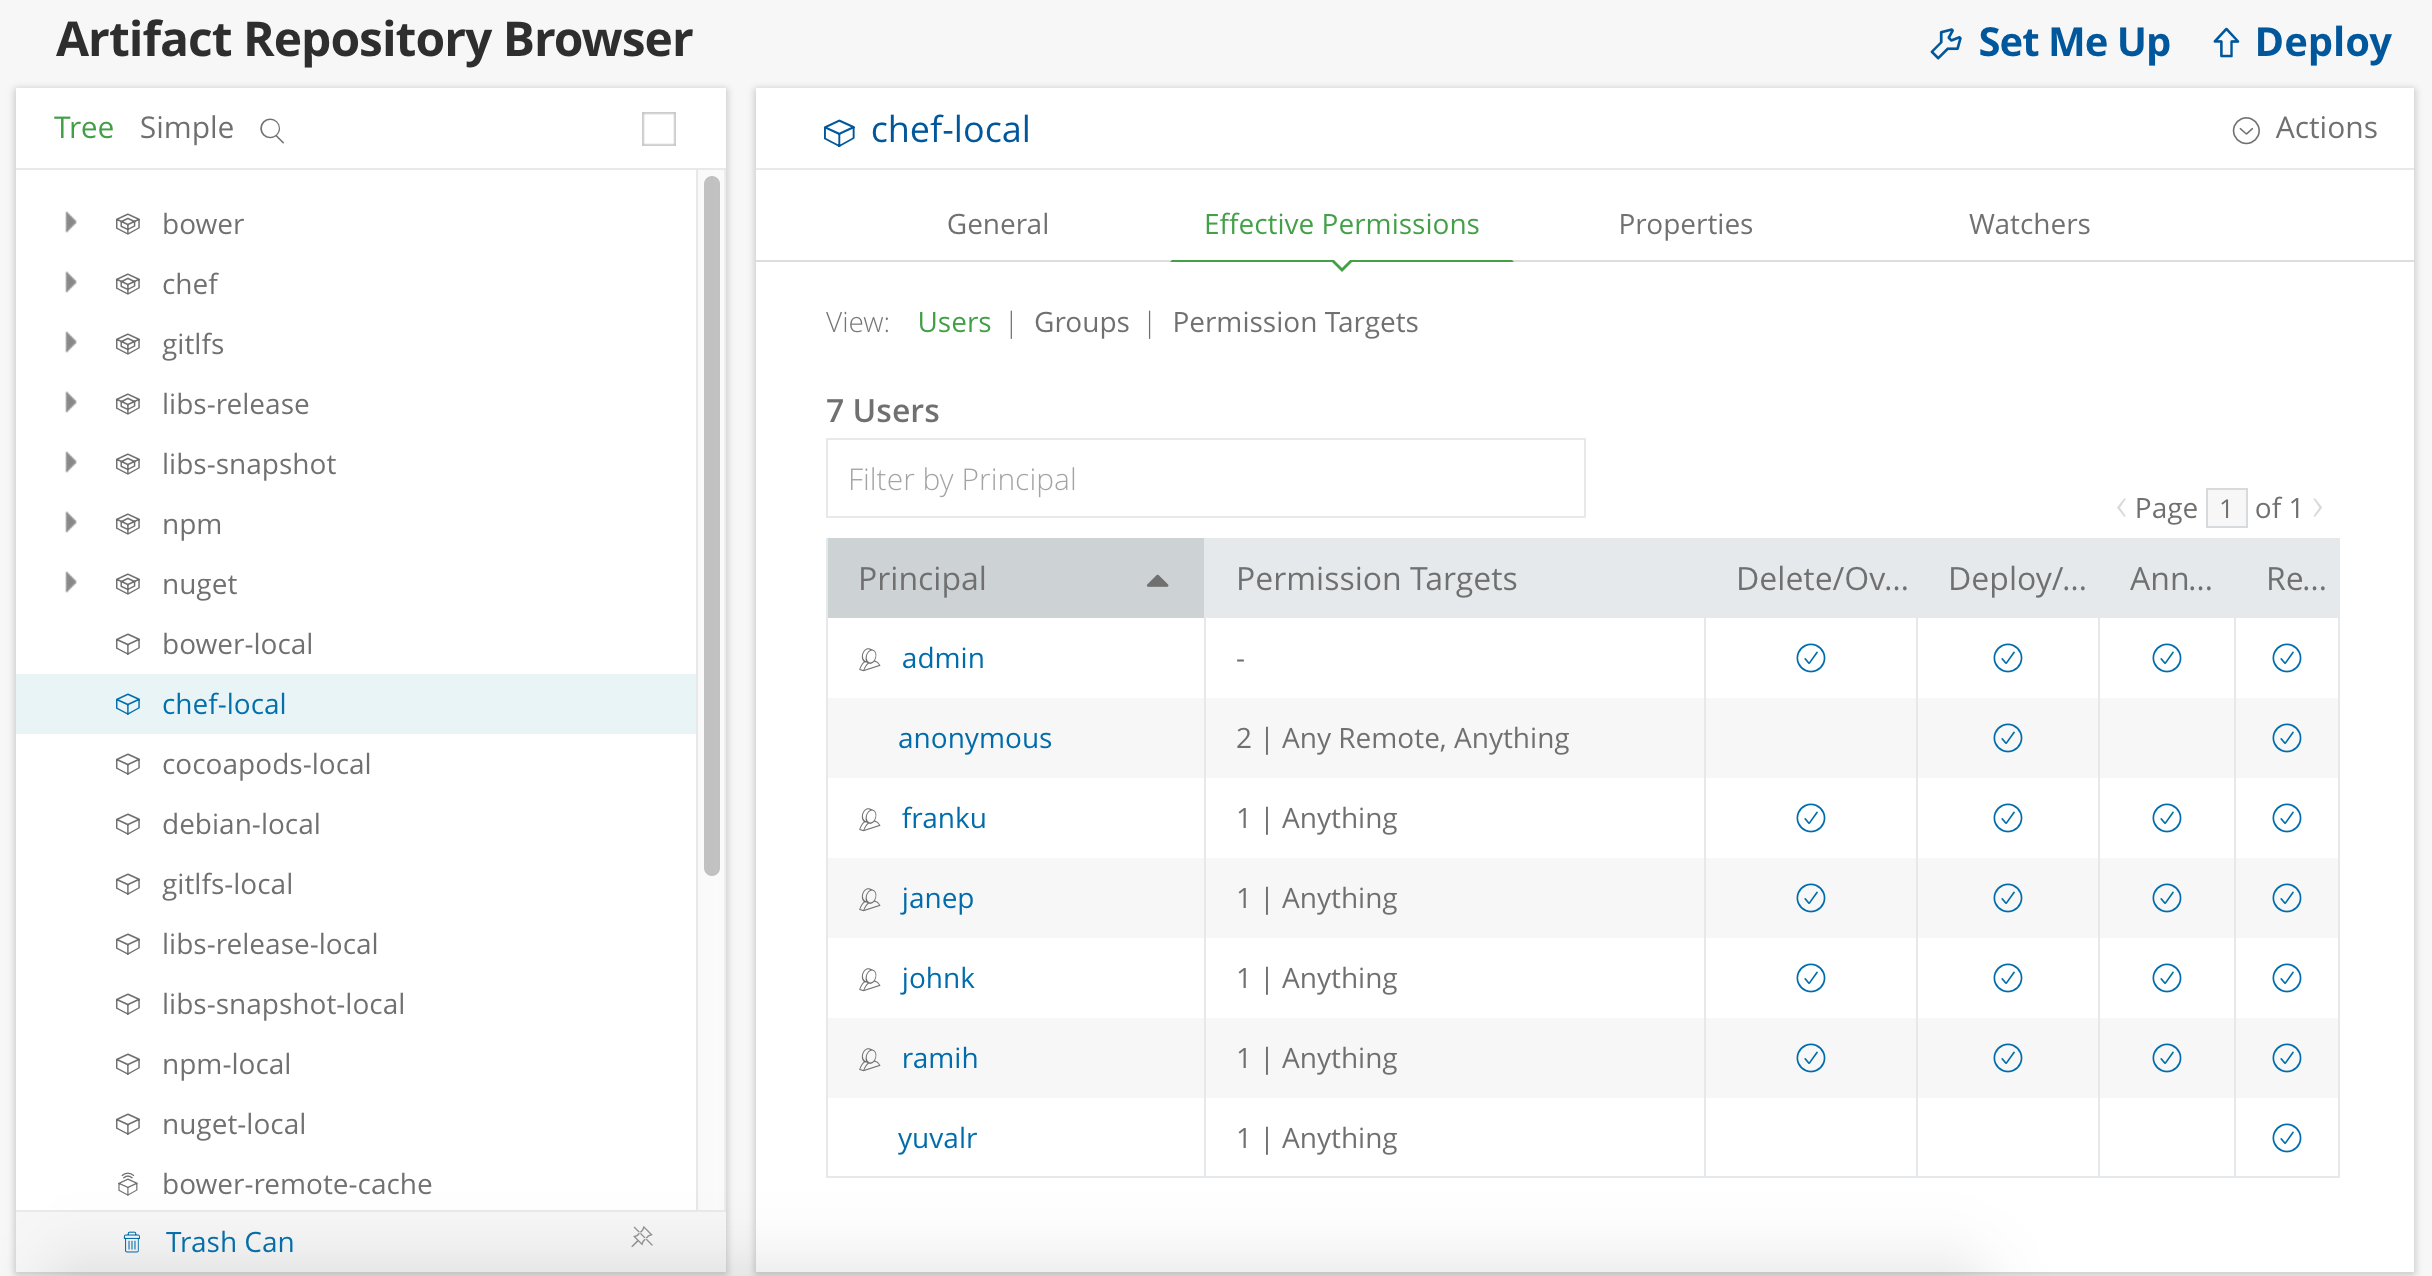 Artifact Repository Browser
Set Me Up Deploy
Tree Simple
bower
chef
gitlfs
libs-release
libs-snapshot
npm
nuget
bower-local
chef-local
cocoapods-local
debian-local
gitlfs-local
libs-release-local
libs-snapshot-local
npm-local
nuget-local
bower-remote-cache
Trash Can
chef-local
Actions
General Effective Permissions Properties Watchers
View: Users | Groups | Permission Targets
7 Users
Filter by Principal
Page 1 of 1
Principal Permission Targets Delete/Ov... Deploy/... Ann... Re...
admin -
anonymous 2 | Any Remote, Anything
franku 1 | Anything
janep 1 | Anything
johnk 1 | Anything
ramih 1 | Anything
yuvalr 1 | Anything